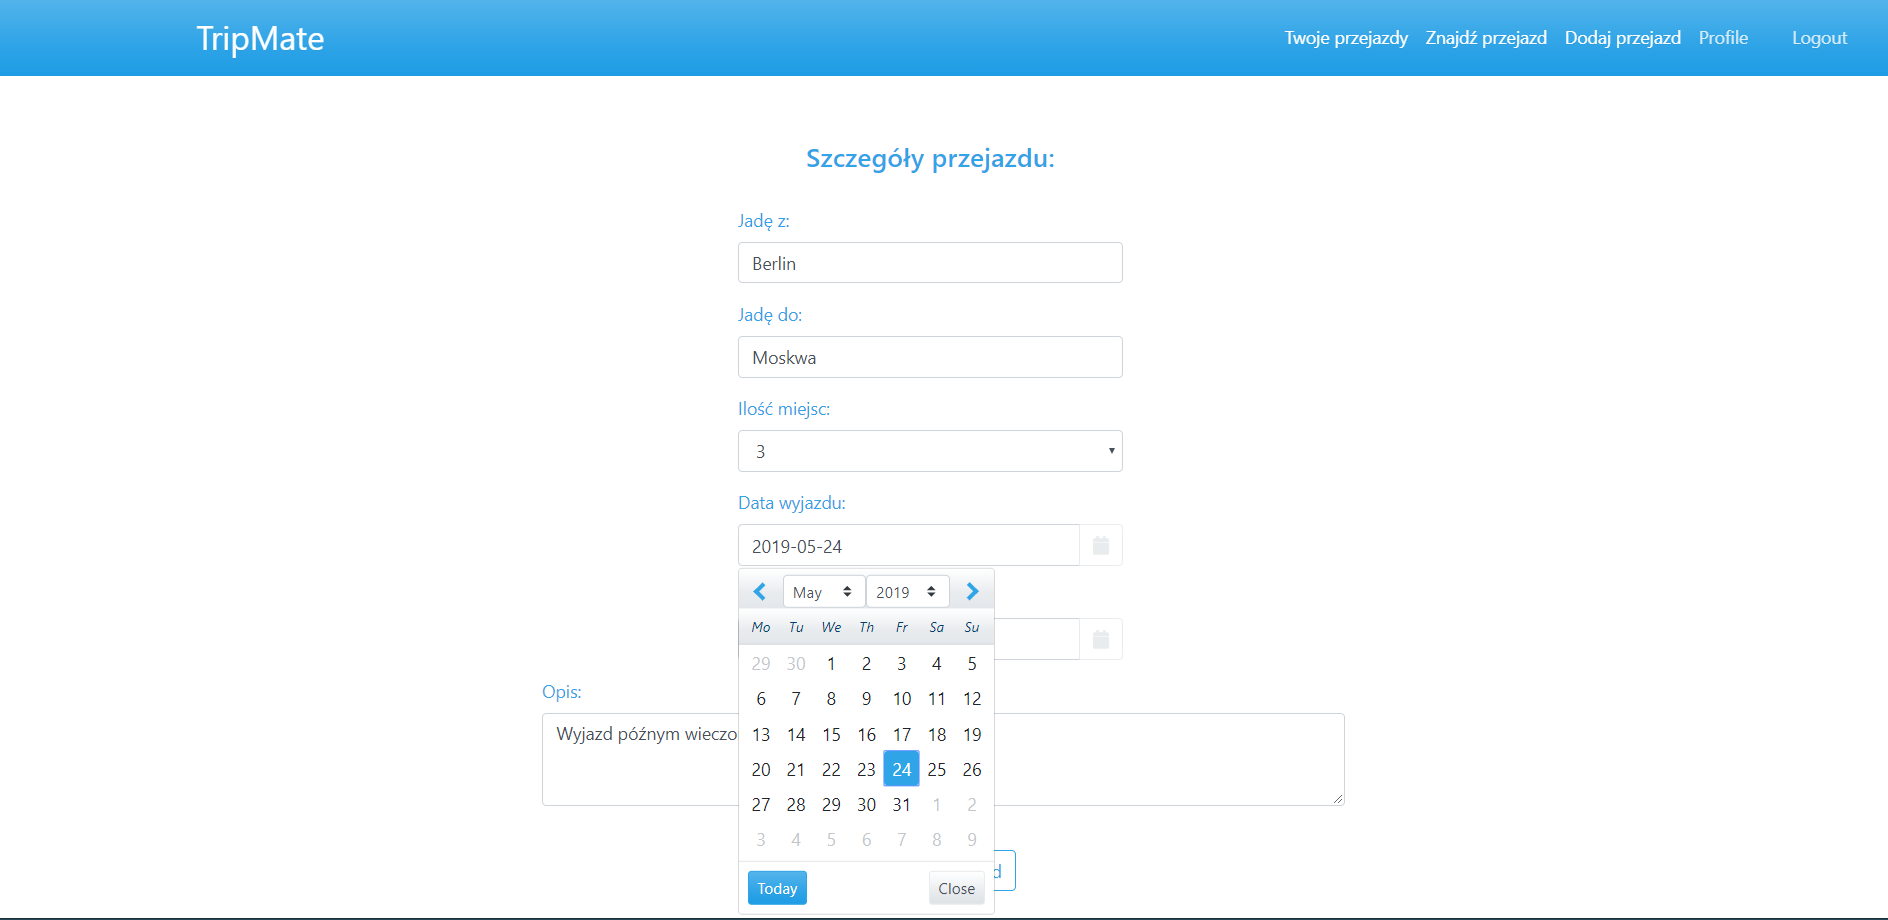 TripMate
Twoje przejazdy Znajdź przejazd Dodaj przejazd Profile Logout
Szczegóły przejazdu:
Jadę z:
Berlin
Jadę do:
Moskwa
Ilość miejsc:
3
Data wyjazdu:
2019-05-24
May 2019
Mo Tu We Th Fr Sa Su
29 30 1 2 3 4 5
6 7 8 9 10 11 12
13 14 15 16 17 18 19
20 21 22 23 24 25 26
27 28 29 30 31 1 2
3 4 5 6 7 8 9
Today Close
Opis:
Wyjazd późnym